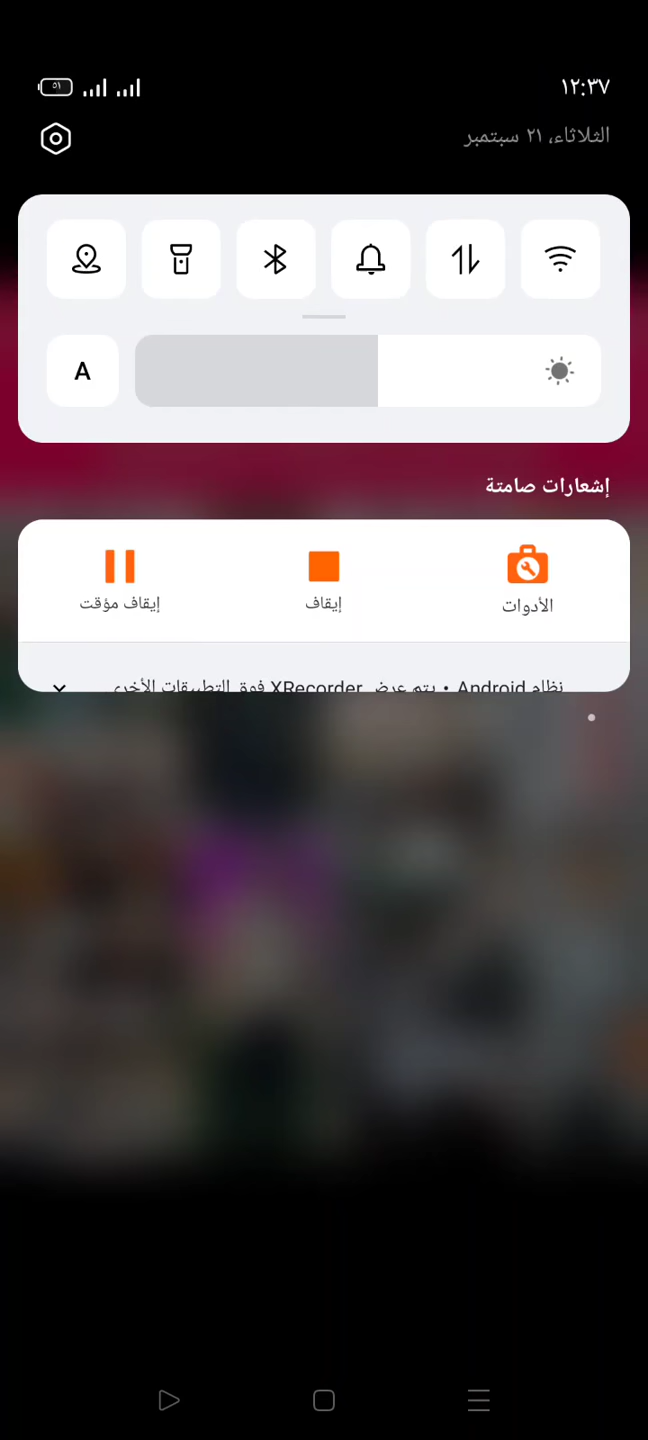 ١٢:٣٧
٥١
الثلاثاء، ٢١ سبتمبر
A
إشعارات صامتة
الأدوات
إيقاف
إيقاف مؤقت
نظام Android • يتم عرض XRecorder فوق التطبيقات الأخرى